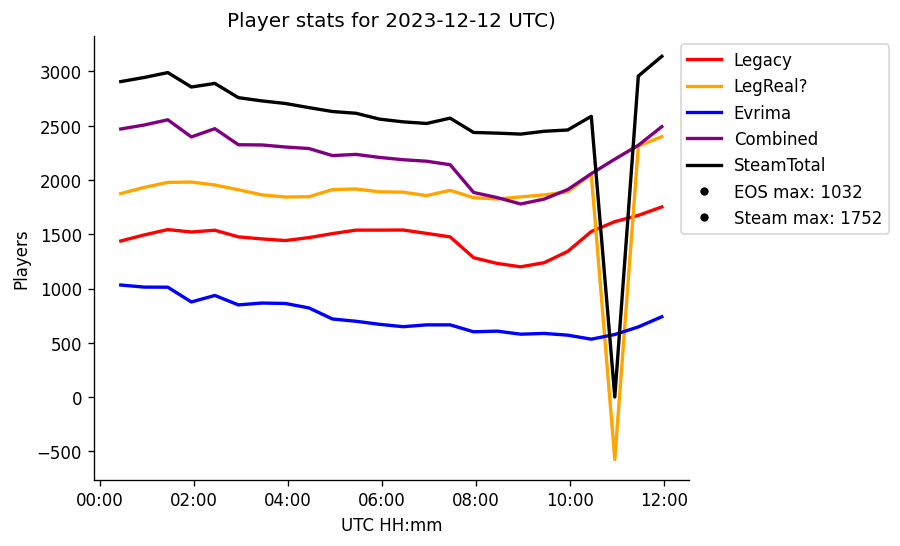 Player stats for 2023-12-12 UTC)
Players
3000
2500
2000
1500
1000
500
0
−500
00:00 02:00 04:00 06:00 08:00 10:00 12:00
UTC HH:mm
Legacy
LegReal?
Evrima
Combined
SteamTotal
EOS max: 1032
Steam max: 1752